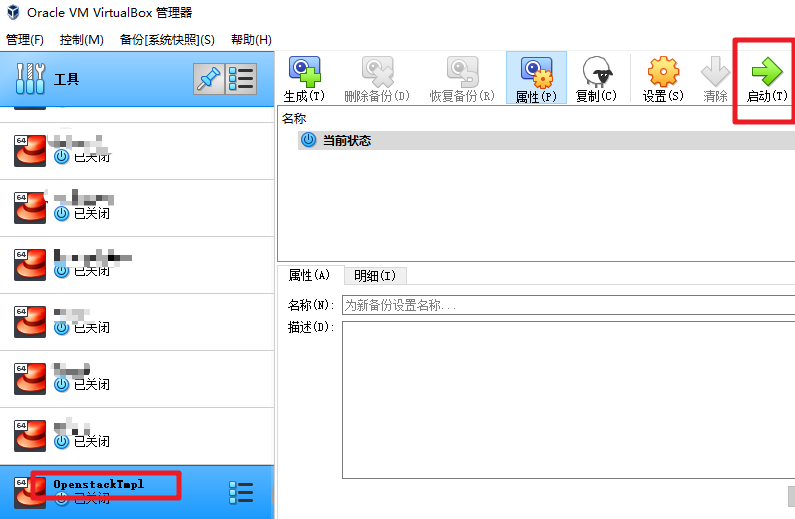 Oracle VM VirtualBox 管理器
管理(F) 控制(M) 备份[系统快照](S) 帮助(H)
工具
生成(T) 删除备份(D) 恢复备份(R) 属性(P) 复制(C) 设置(S) 清除 启动(T)
名称
当前状态
64
已关闭
64
已关闭
64
已关闭
64
已关闭
64
已关闭
64
已关闭
64
OpenstackTmpl
已关闭
属性(A) 明细(I)
名称(N): 为新备份设置名称...
描述(D):